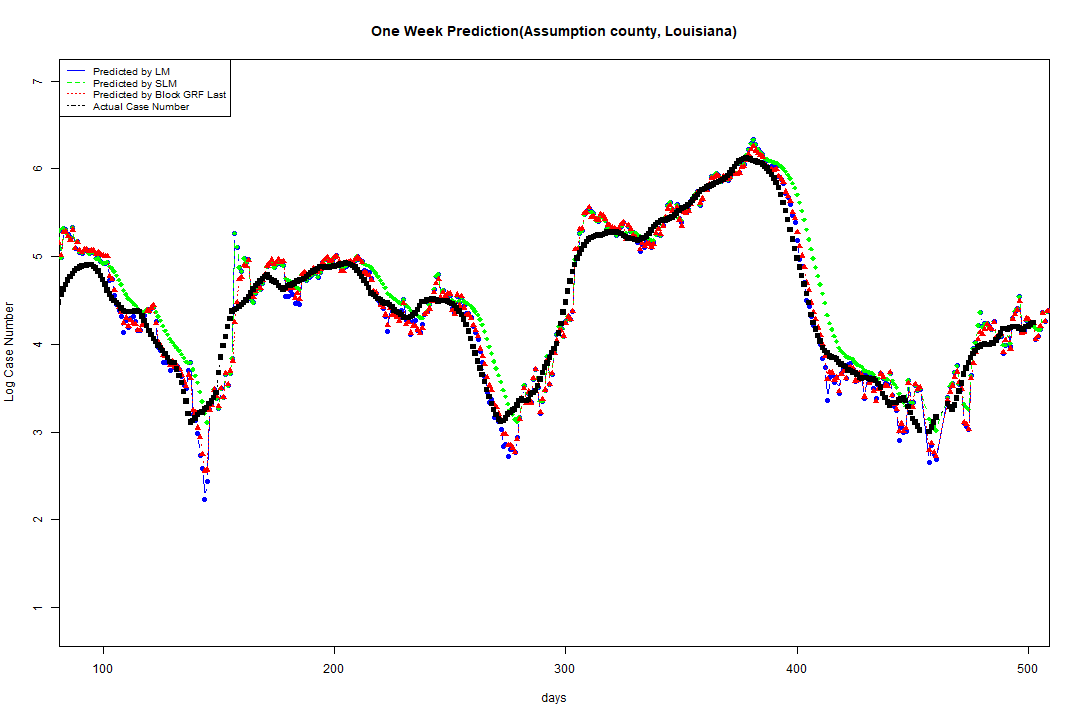 One Week Prediction(Assumption county, Louisiana)
Predicted by LM
Predicted by SLM
Predicted by Block GRF Last
Actual Case Number
7
6
5
4
3
2
1
Log Case Number
100 200 300 400 500
days